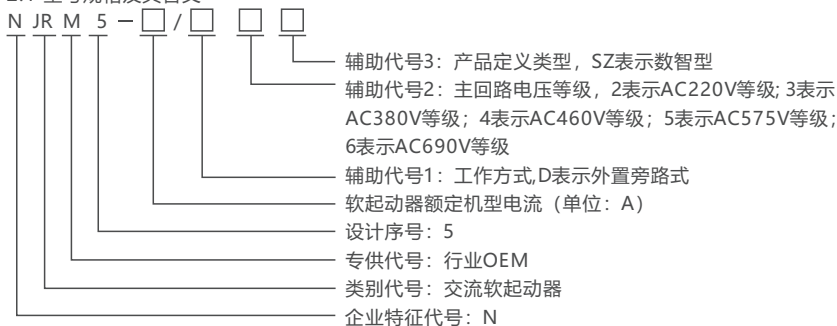 N JR M 5 - □ / □ □ □
辅助代号3：产品定义类型，SZ表示数智型
辅助代号2：主回路电压等级，2表示AC220V等级; 3表示
AC380V等级；4表示AC460V等级；5表示AC575V等级；
6表示AC690V等级
辅助代号1：工作方式,D表示外置旁路式
软起动器额定机型电流（单位：A）
设计序号：5
专供代号：行业OEM
类别代号：交流软起动器
企业特征代号：N